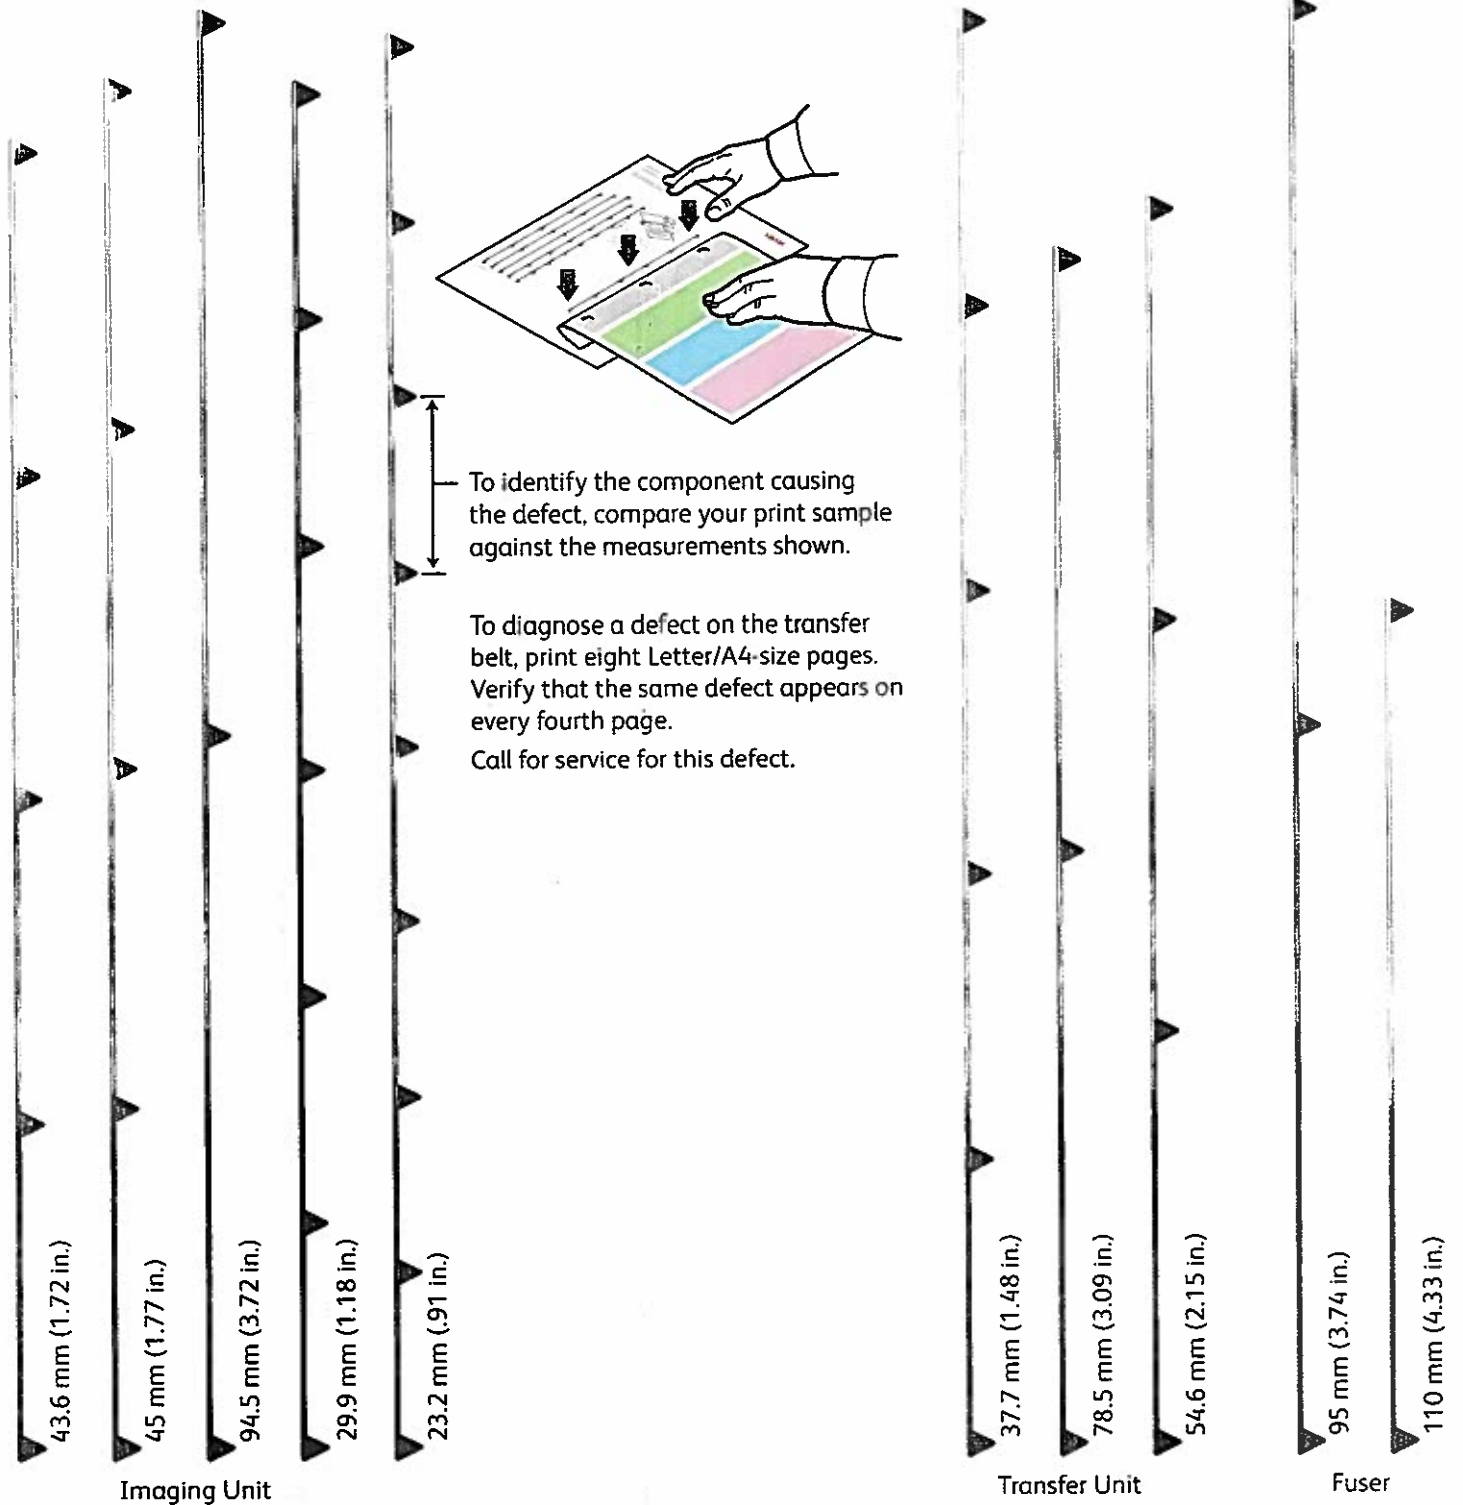 To identify the component causing
the defect, compare your print sample
against the measurements shown.
To diagnose a defect on the transfer
belt, print eight Letter/A4-size pages.
Verify that the same defect appears on
every fourth page.
Call for service for this defect.
43.6 mm (1.72 in.)
45 mm (1.77 in.)
94.5 mm (3.72 in.)
29.9 mm (1.18 in.)
23.2 mm (.91 in.)
37.7 mm (1.48 in.)
78.5 mm (3.09 in.)
54.6 mm (2.15 in.)
95 mm (3.74 in.)
110 mm (4.33 in.)
Imaging Unit
Transfer Unit
Fuser